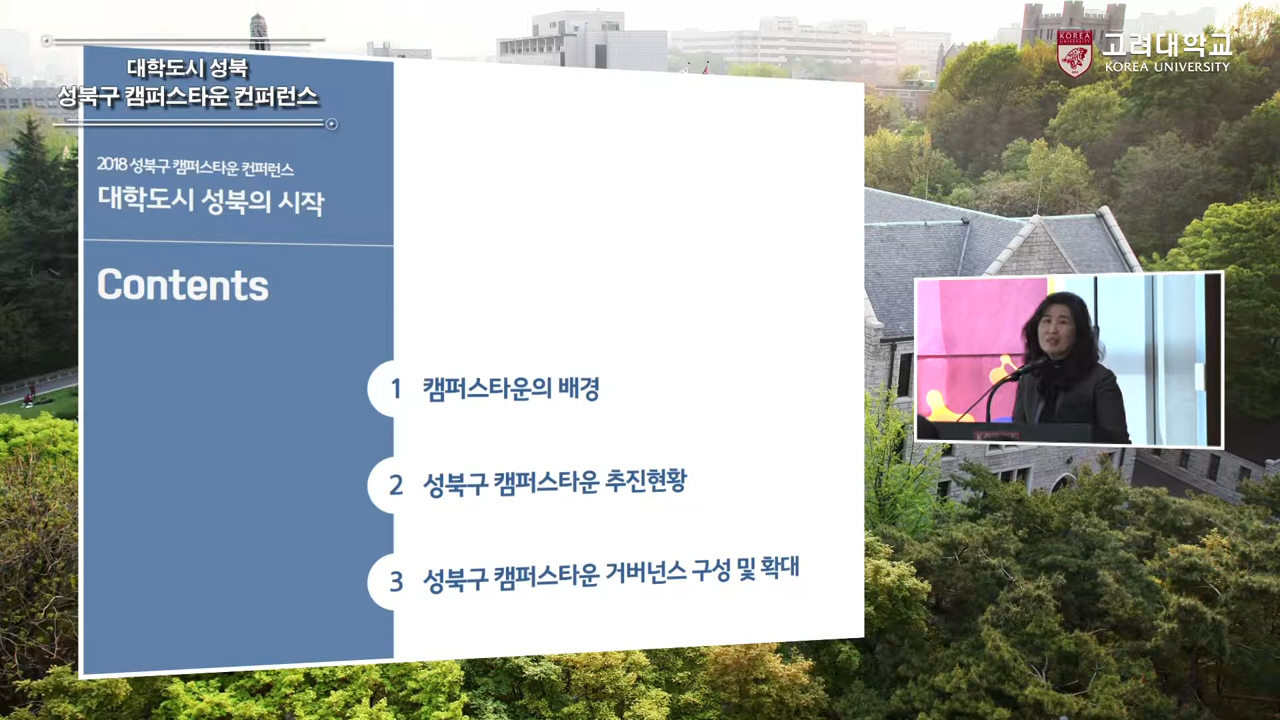 대학도시 성북
성북구 캠퍼스타운 컨퍼런스
KOREA
고려대학교
KOREA UNIVERSITY
2018 성북구 캠퍼스타운 컨퍼런스
대학도시 성북의 시작
Contents
1 캠퍼스타운의 배경
2 성북구 캠퍼스타운 추진현황
3 성북구 캠퍼스타운 거버넌스 구성 및 확대